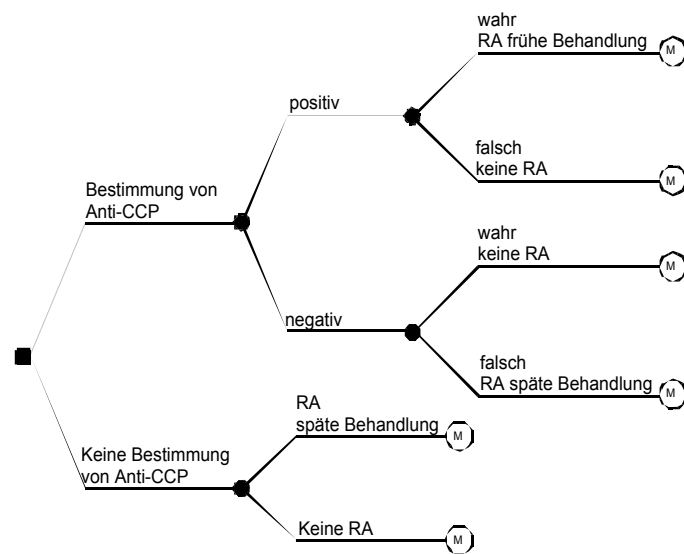 wahr
RA frühe Behandlung
M
positiv
falsch
keine RA
M
Bestimmung von
Anti-CCP
wahr
keine RA
M
negativ
falsch
RA späte Behandlung
M
RA
späte Behandlung
M
Keine Bestimmung
von Anti-CCP
Keine RA
M